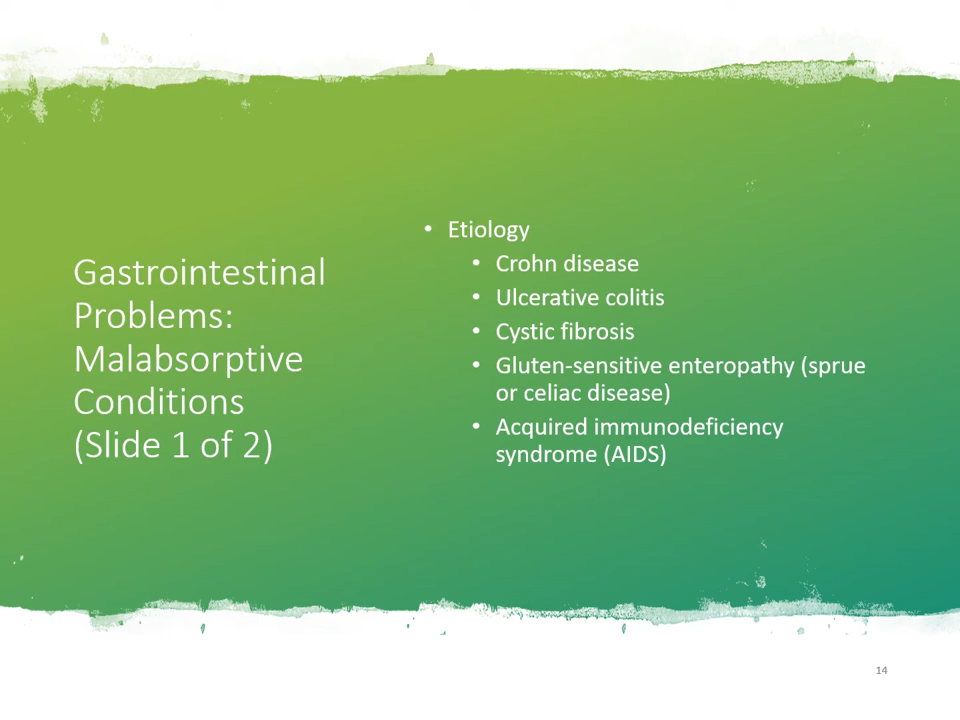 Gastrointestinal
Problems:
Malabsorptive
Conditions
(Slide 1 of 2)
• Etiology
• Crohn disease
• Ulcerative colitis
• Cystic fibrosis
• Gluten-sensitive enteropathy (sprue
or celiac disease)
• Acquired immunodeficiency
syndrome (AIDS)
14